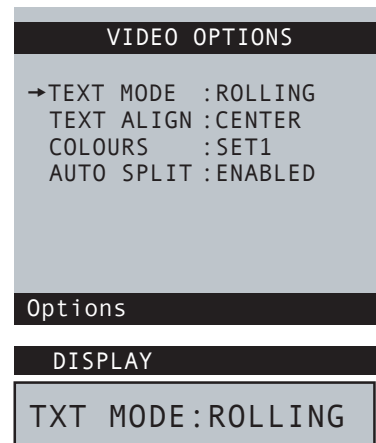 VIDEO OPTIONS
→TEXT MODE :ROLLING
TEXT ALIGN :CENTER
COLOURS :SET1
AUTO SPLIT :ENABLED
Options
DISPLAY
TXT MODE:ROLLING